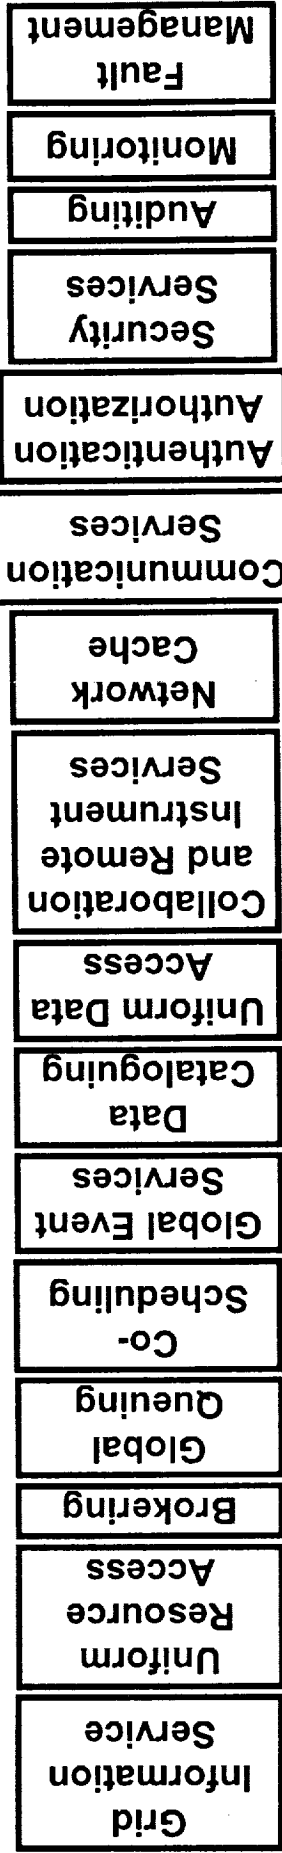 Grid
Information
Service
Uniform
Resource
Access
Brokering
Global
Queuing
Co-
Scheduling
Global Event
Services
Data
Cataloguing
Uniform Data
Access
Collaboration
and Remote
Instrument
Services
Network
Cache
Communication
Services
Authentication
Authorization
Security
Services
Auditing
Monitoring
Fault
Management